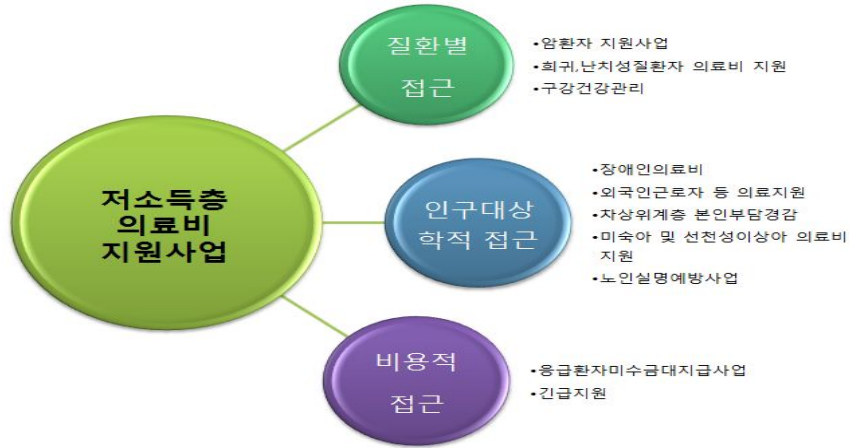 저소득층
의료비
지원사업
질환별
접근
•암환자 지원사업
•희귀,난치성질환자 의료비 지원
•구강건강관리
인구대상
학적 접근
•장애인의료비
•외국인근로자 등 의료지원
•차상위계층 본인부담경감
•미숙아 및 선천성이상아 의료비
지원
•노인실명예방사업
비용적
접근
•응급환자미수금대지급사업
•긴급지원